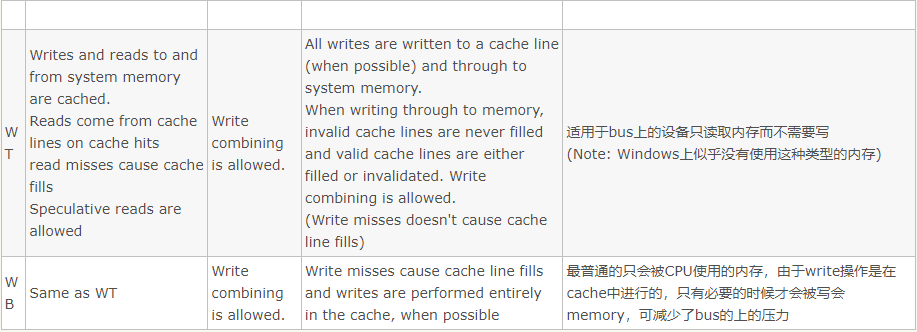 W
T
Writes and reads to and
from system memory
are cached.
Reads come from cache
lines on cache hits
read misses cause cache
fills
Speculative reads are
allowed
Write
combining
is allowed.
All writes are written to a cache line
(when possible) and through to
system memory.
When writing through to memory,
invalid cache lines are never filled
and valid cache lines are either
filled or invalidated. Write
combining is allowed.
(Write misses doesn't cause cache
line fills)
适用于bus上的设备只读取内存而不需要写
(Note: Windows上似乎没有使用这种类型的内存)
W
B
Same as WT
Write
combining
is allowed.
Write misses cause cache line fills
and writes are performed entirely
in the cache, when possible
最普通的只会被CPU使用的内存，由于write操作是在
cache中进行的，只有必要的时候才会被写会
memory，可减少了bus的上的压力